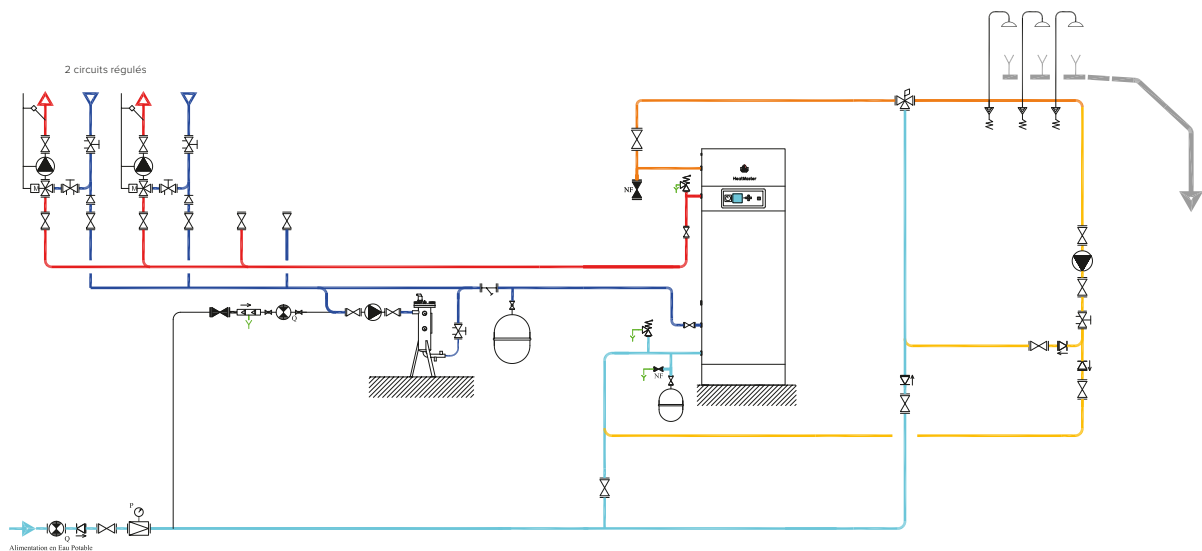 2 circuits régulés
M
M
NF
HeatMaster
Q
NF
P
Q
Alimentation en Eau Potable